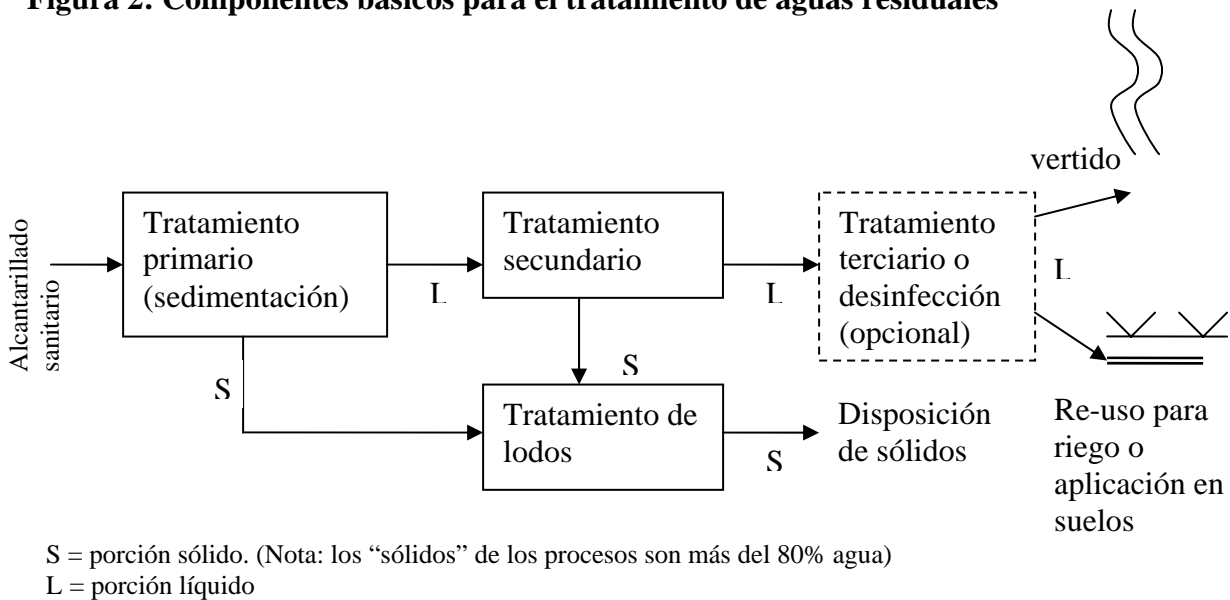 Figura 2: Componentes básicos para el tratamiento de aguas residuales
vertido
Alcantarillado
sanitario
Tratamiento
primario
(sedimentación)
L
Tratamiento
secundario
L
Tratamiento
terciario o
desinfección
(opcional)
L
S
S
Tratamiento de
lodos
S
Disposición
de sólidos
Re-uso para
riego o
aplicación en
suelos
S = porción sólido. (Nota: los “sólidos” de los procesos son más del 80% agua)
L = porción líquido